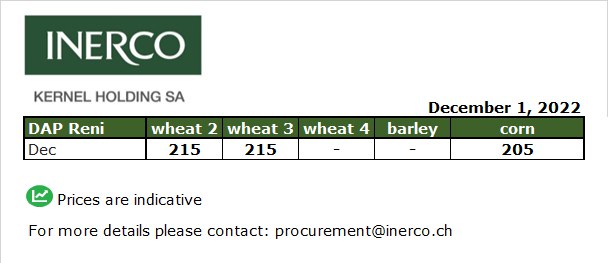 INERCO
KERNEL HOLDING SA
December 1, 2022
DAP Reni wheat 2 wheat 3 wheat 4 barley corn
Dec 215 215 - - 205
Prices are indicative
For more details please contact: procurement@inerco.ch